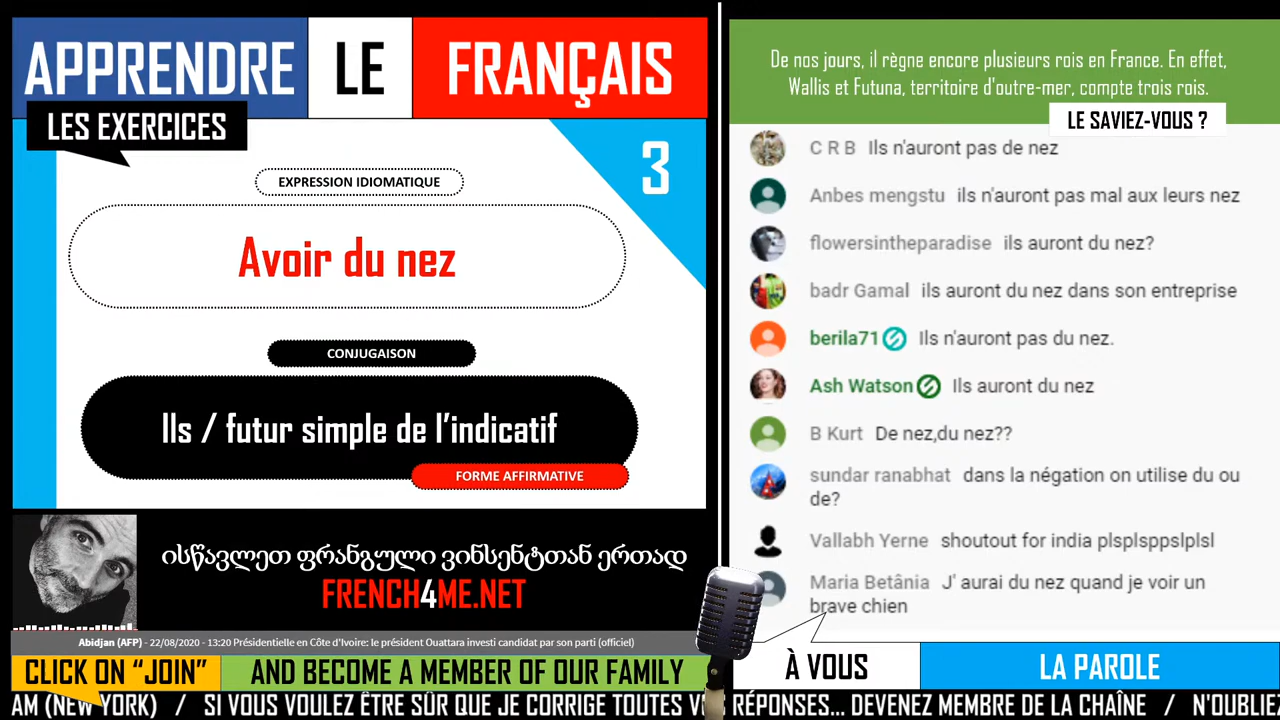 APPRENDRE LE FRANÇAIS
LES EXERCICES
3
EXPRESSION IDIOMATIQUE
Avoir du nez
CONJUGAISON
Ils / futur simple de l'indicatif
FORME AFFIRMATIVE
ისწავლეთ ფრანგული ვინსენტთან ერთად
FRENCH4ME.NET
Abidjan (AFP) - 22/08/2020 - 13:20 Présidentielle en Côte d'Ivoire: le président Ouattara investi candidat par son parti (officiel)
CLICK ON “JOIN” AND BECOME A MEMBER OF OUR FAMILY
De nos jours, il règne encore plusieurs rois en France. En effet,
Wallis et Futuna, territoire d'outre-mer, compte trois rois.
LE SAVIEZ-VOUS ?
C R B Ils n'auront pas de nez
Anbes mengstu ils n'auront pas mal aux leurs nez
flowersintheparadise ils auront du nez?
badr Gamal ils auront du nez dans son entreprise
berila71 Ils n'auront pas du nez.
Ash Watson Ils auront du nez
B Kurt De nez,du nez??
sundar ranabhat dans la négation on utilise du ou
de?
Vallabh Yerne shoutout for india plsplsppslplsl
Maria Betânia J' aurai du nez quand je voir un
brave chien
À VOUS LA PAROLE
AM (NEW YORK) / SI VOUS VOULEZ ÊTRE SÛR QUE JE CORRIGE TOUTES RÉPONSES... DEVENEZ MEMBRE DE LA CHAÎNE / N'OUBLIE